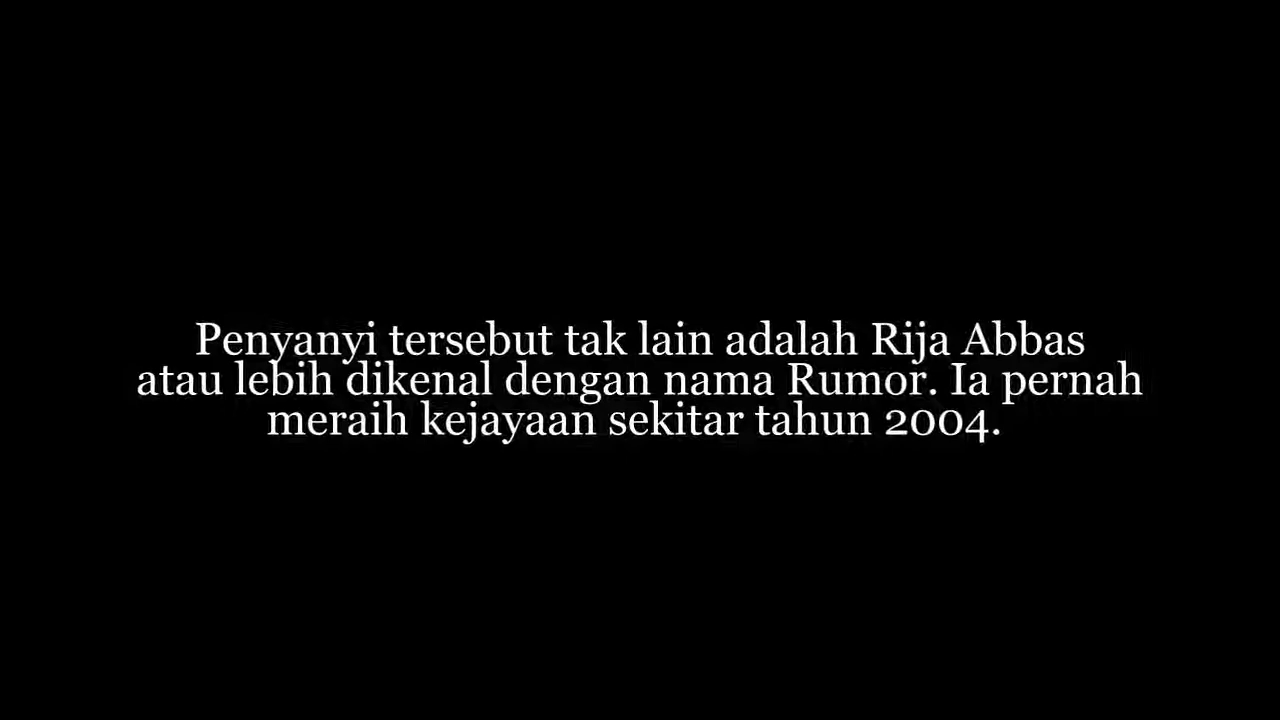 Penyanyi tersebut tak lain adalah Rija Abbas
atau lebih dikenal dengan nama Rumor. Ia pernah
meraih kejayaan sekitar tahun 2004.